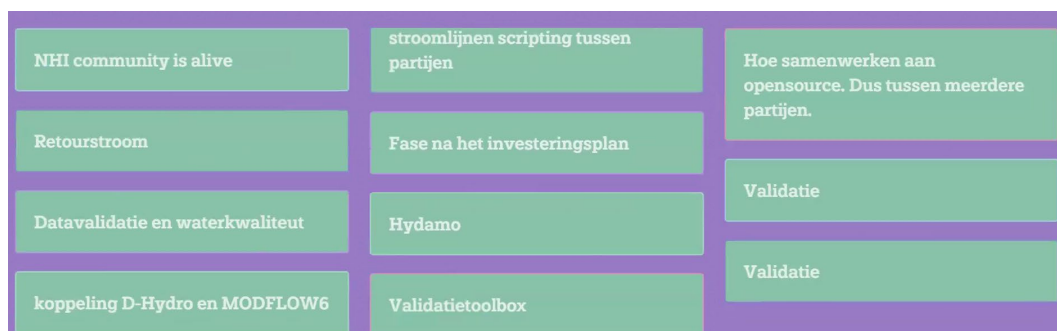 NHI community is alive
Retourstroom
Datavalidatie en waterkwaliteut
koppeling D-Hydro en MODFLOW6
stroomlijnen scripting tussen
partijen
Fase na het investeringsplan
Hydamo
Validatietoolbox
Hoe samenwerken aan
opensource. Dus tussen meerdere
partijen.
Validatie
Validatie